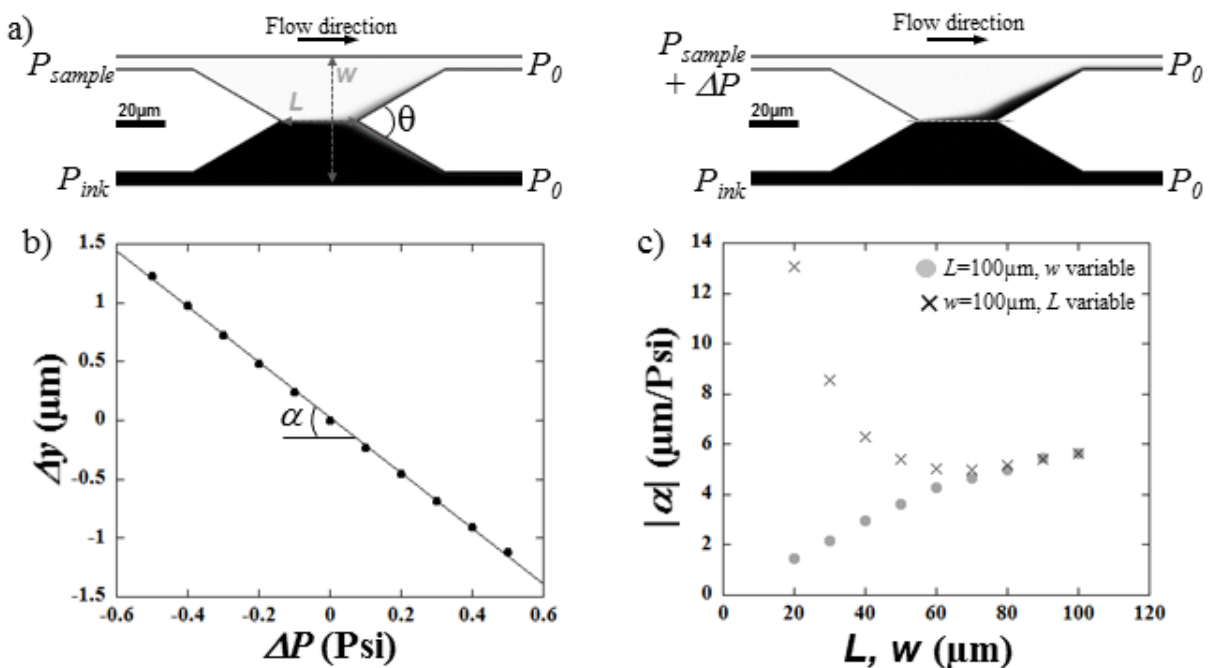 a)
Flow direction
P_sample
w
P_0
L
θ
20μm
P_ink
P_0
Flow direction
P_sample
+ ΔP
P_0
20μm
P_ink
P_0
b)
1.5
1
0.5
0
-0.5
-1
-1.5
Δy (μm)
α
-0.6
-0.4
-0.2
0
0.2
0.4
0.6
ΔP (Psi)
c)
14
12
10
8
6
4
2
0
|α| (μm/Psi)
L=100μm, w variable
w=100μm, L variable
0
20
40
60
80
100
120
L, w (μm)